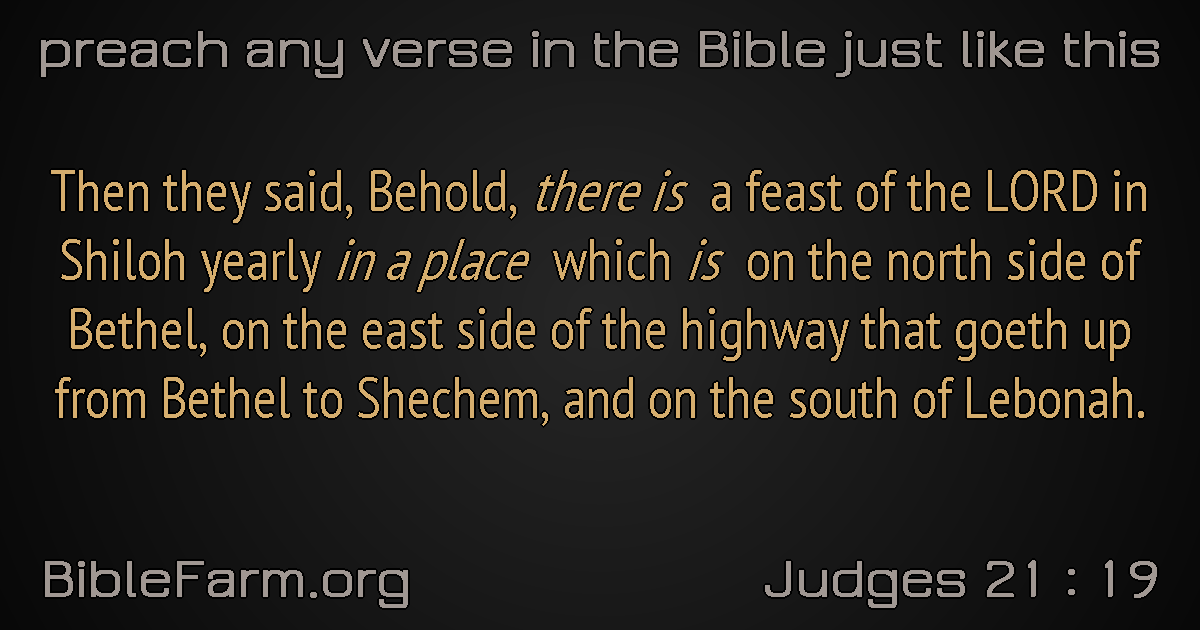 preach any verse in the Bible just like this
Then they said, Behold, there is a feast of the LORD in
Shiloh yearly in a place which is on the north side of
Bethel, on the east side of the highway that goeth up
from Bethel to Shechem, and on the south of Lebonah.
BibleFarm.org
Judges 21 : 19